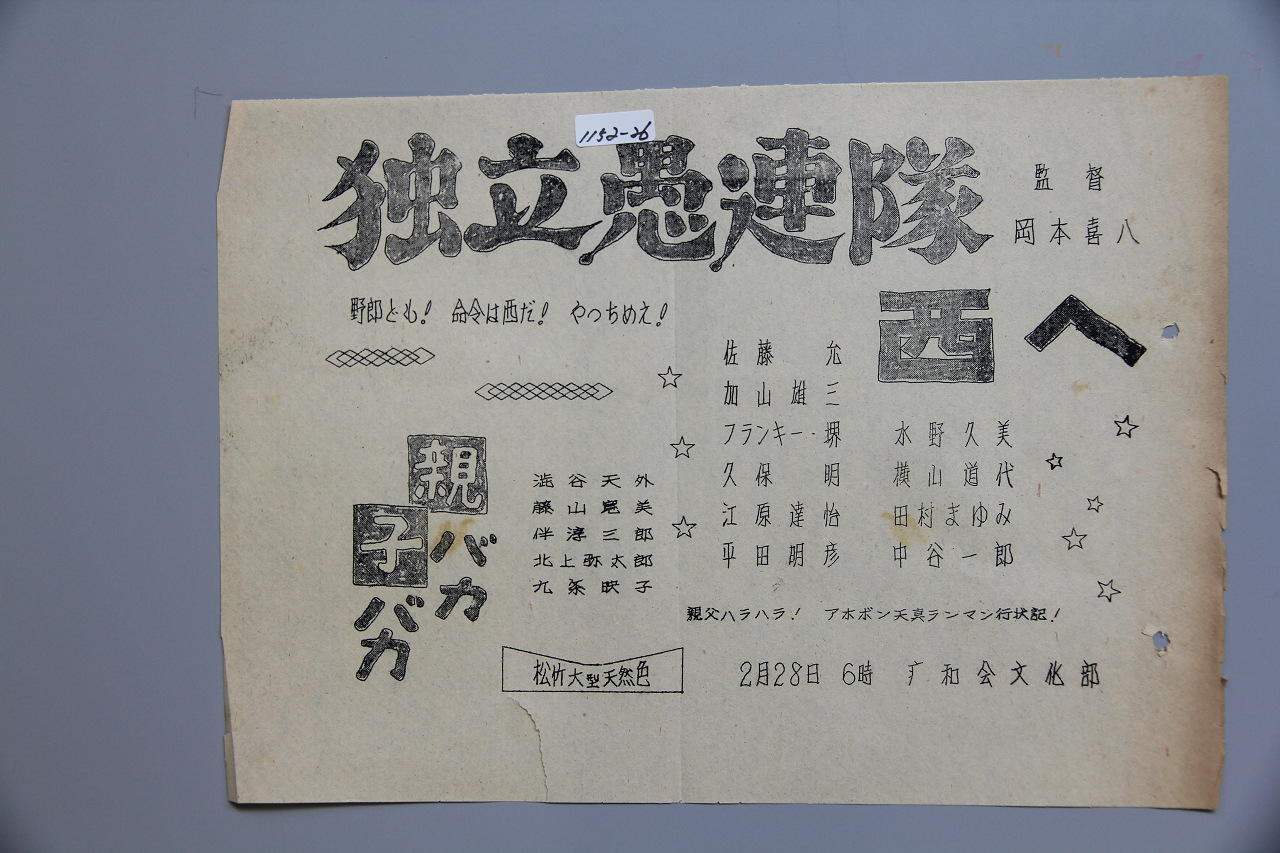 1152-26
独立愚連隊
西へ
監督
岡本喜八
野郎ども! 命令は西だ! やっちめえ!
佐藤 允
加山雄三
フランキー・堺
久保 明
江原達怡
平田明彦
水野久美
横山道代
田村まゆみ
中谷一郎
親バカ
子バカ
渋谷天外
藤山寛美
伴淳三郎
北上弥太郎
九条映子
親父ハラハラ! アホボン天真ランマン行状記!
松竹大型天然色
2月28日 6時 广和会文化部